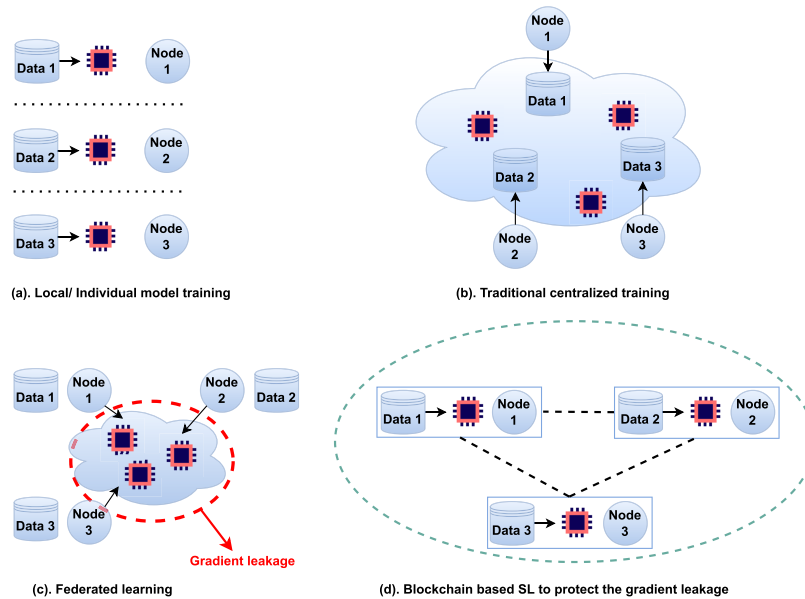 Data 1
Node
1
Data 2
Node
2
Data 3
Node
3
(a). Local/ Individual model training
Node
1
Data 1
Data 2
Data 3
Node
2
Node
3
(b). Traditional centralized training
Data 1
Node
1
Node
2
Data 2
Data 3
Node
3
Gradient leakage
(c). Federated learning
Data 1
Node
1
Data 2
Node
2
Data 3
Node
3
(d). Blockchain based SL to protect the gradient leakage